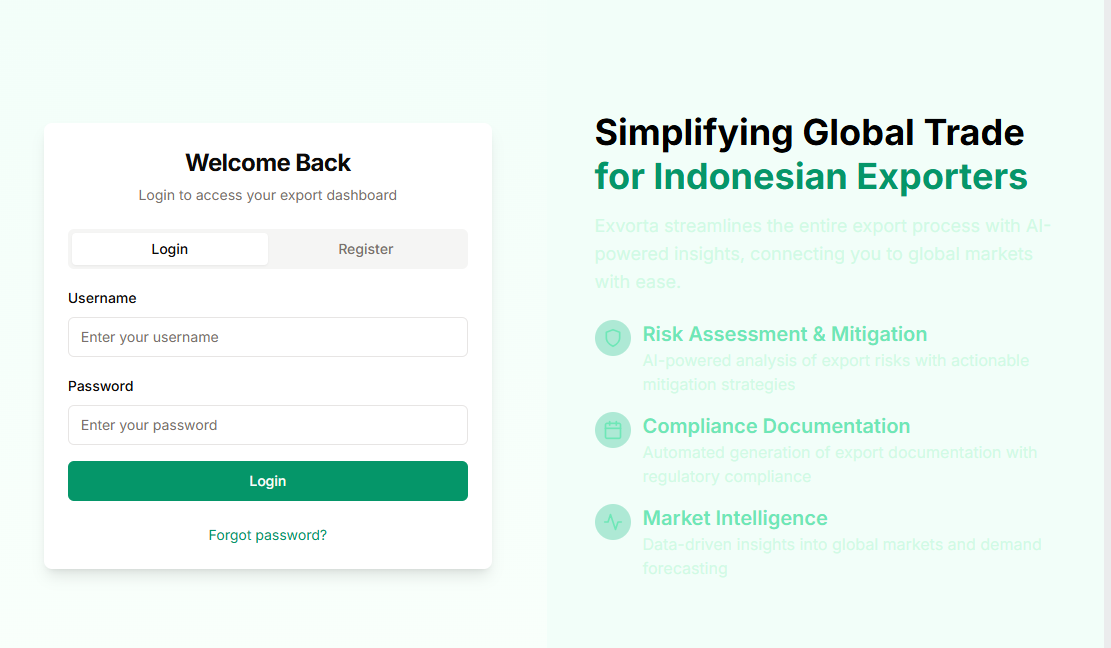 Welcome Back
Login to access your export dashboard
Login
Register
Username
Enter your username
Password
Enter your password
Login
Forgot password?
Simplifying Global Trade
for Indonesian Exporters
Exvorta streamlines the entire export process with AI-
powered insights, connecting you to global markets
with ease.
Risk Assessment & Mitigation
AI-powered analysis of export risks with actionable
mitigation strategies
Compliance Documentation
Automated generation of export documentation with
regulatory compliance
Market Intelligence
Data-driven insights into global markets and demand
forecasting